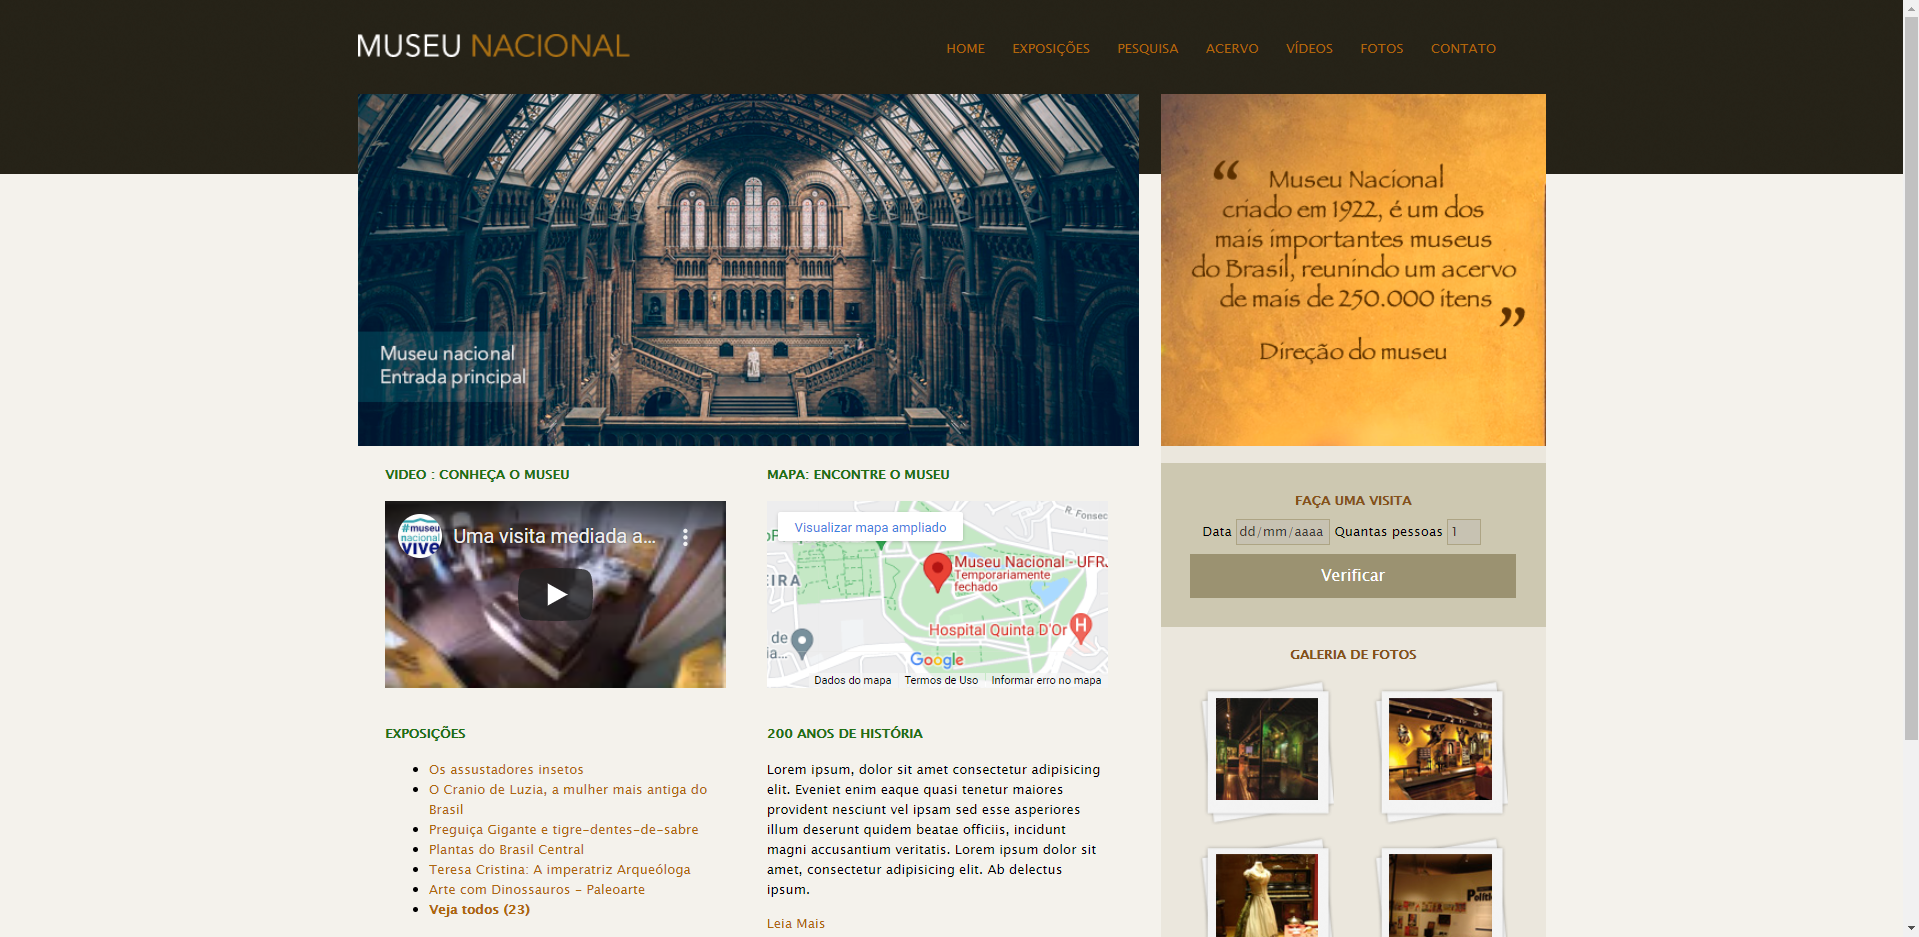 MUSEU NACIONAL
HOME EXPOSIÇÕES PESQUISA ACERVO VÍDEOS FOTOS CONTATO
Museu nacional
Entrada principal
“ Museu Nacional
criado em 1922, é um dos
mais importantes museus
do Brasil, reunindo um acervo
de mais de 250.000 itens ”
Direção do museu
VIDEO : CONHEÇA O MUSEU
#museu
nacional
vive
Uma visita mediada a...
MAPA: ENCONTRE O MUSEU
Visualizar mapa ampliado
R. Fonsec
EIRA
Museu Nacional - UFRJ
Temporariamente
fechado
Hospital Quinta D'Or
H
de
ia...
Google
Dados do mapa Termos de Uso Informar erro no mapa
FAÇA UMA VISITA
Data dd/mm/aaaa Quantas pessoas 1
Verificar
GALERIA DE FOTOS
Polític
EXPOSIÇÕES
Os assustadores insetos
O Cranio de Luzia, a mulher mais antiga do
Brasil
Preguiça Gigante e tigre-dentes-de-sabre
Plantas do Brasil Central
Teresa Cristina: A imperatriz Arqueóloga
Arte com Dinossauros - Paleoarte
Veja todos (23)
200 ANOS DE HISTÓRIA
Lorem ipsum, dolor sit amet consectetur adipisicing
elit. Eveniet enim eaque quasi tenetur maiores
provident nesciunt vel ipsam sed esse asperiores
illum deserunt quidem beatae officiis, incidunt
magni accusantium veritatis. Lorem ipsum dolor sit
amet, consectetur adipisicing elit. Ab delectus
ipsum.
Leia Mais